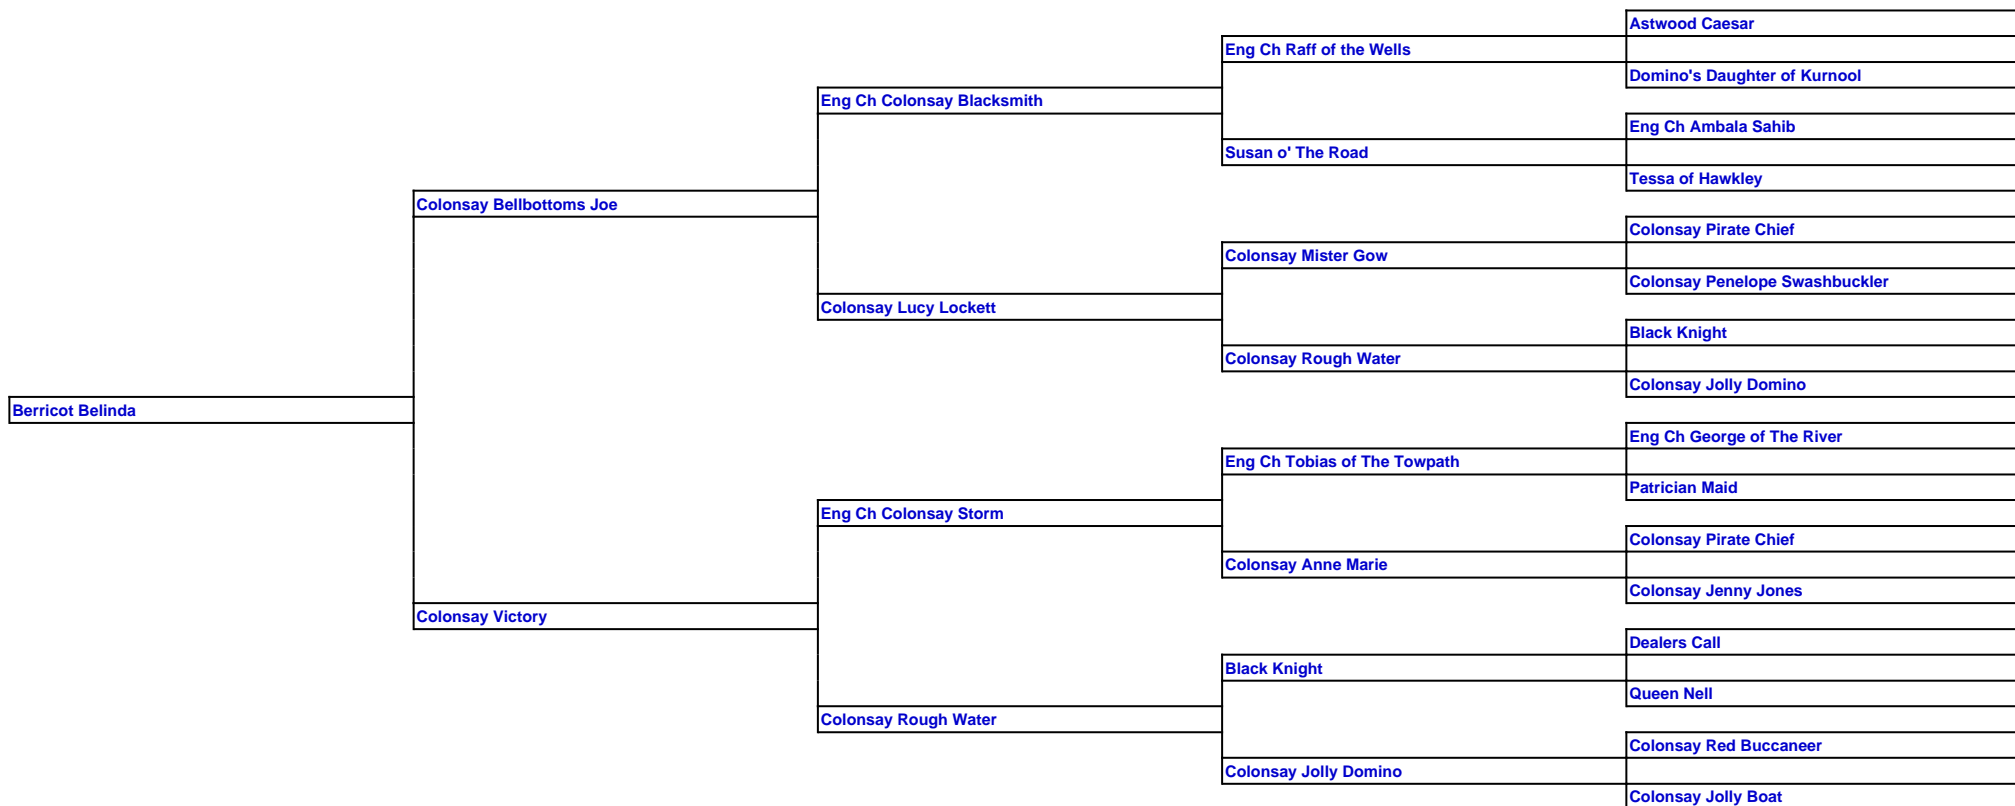 Astwood Caesar
Eng Ch Raff of the Wells
Domino's Daughter of Kurnool
Eng Ch Colonsay Blacksmith
Eng Ch Ambala Sahib
Susan o' The Road
Tessa of Hawkley
Colonsay Bellbottoms Joe
Colonsay Pirate Chief
Colonsay Mister Gow
Colonsay Penelope Swashbuckler
Colonsay Lucy Lockett
Black Knight
Colonsay Rough Water
Colonsay Jolly Domino
Berricot Belinda
Eng Ch George of The River
Eng Ch Tobias of The Towpath
Patrician Maid
Eng Ch Colonsay Storm
Colonsay Pirate Chief
Colonsay Anne Marie
Colonsay Jenny Jones
Colonsay Victory
Dealers Call
Black Knight
Queen Nell
Colonsay Rough Water
Colonsay Red Buccaneer
Colonsay Jolly Domino
Colonsay Jolly Boat